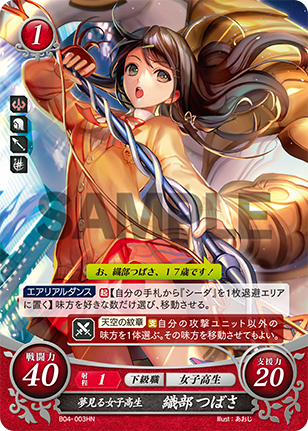 1
SAMPLE
お、織部つばさ、17歳です！
エアリアルダンス 起【自分の手札から『シーダ』を1枚退避エリア
に置く】味方を好きな数だけ選び、移動させる。
天空の紋章 攻 自分の攻撃ユニット以外の
味方を1体選ぶ。その味方を移動させてもよい。
戦闘力
40
射程 1 下級職 女子高生
支援力
20
夢見る女子高生 織部つばさ
B04-003HN Illust：あおじ